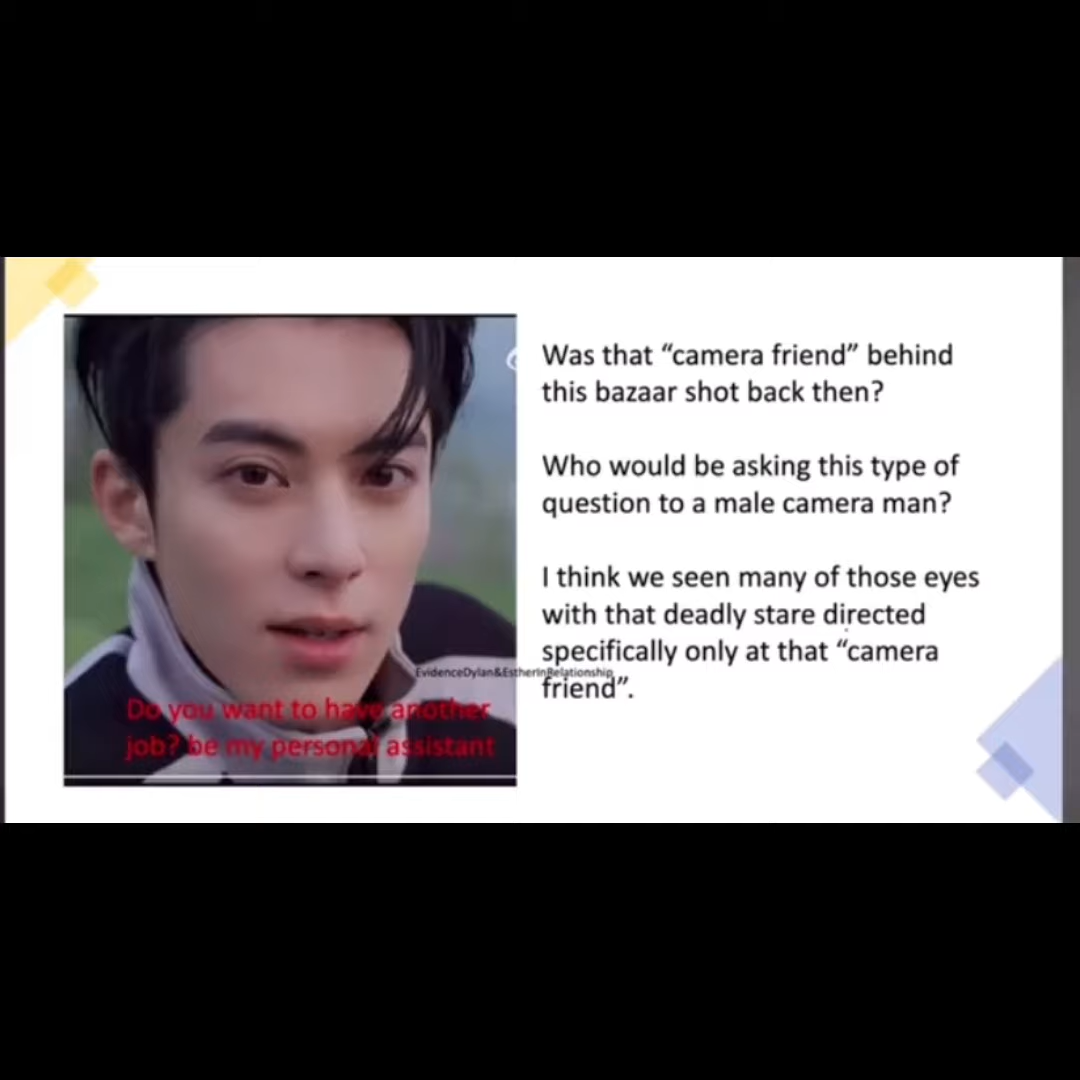 Was that “camera friend” behind
this bazaar shot back then?
Who would be asking this type of
question to a male camera man?
I think we seen many of those eyes
with that deadly stare directed
specifically only at that “camera
friend”.
EvidenceDylan&EstherInRelationship
Do you want to have another
job? be my personal assistant